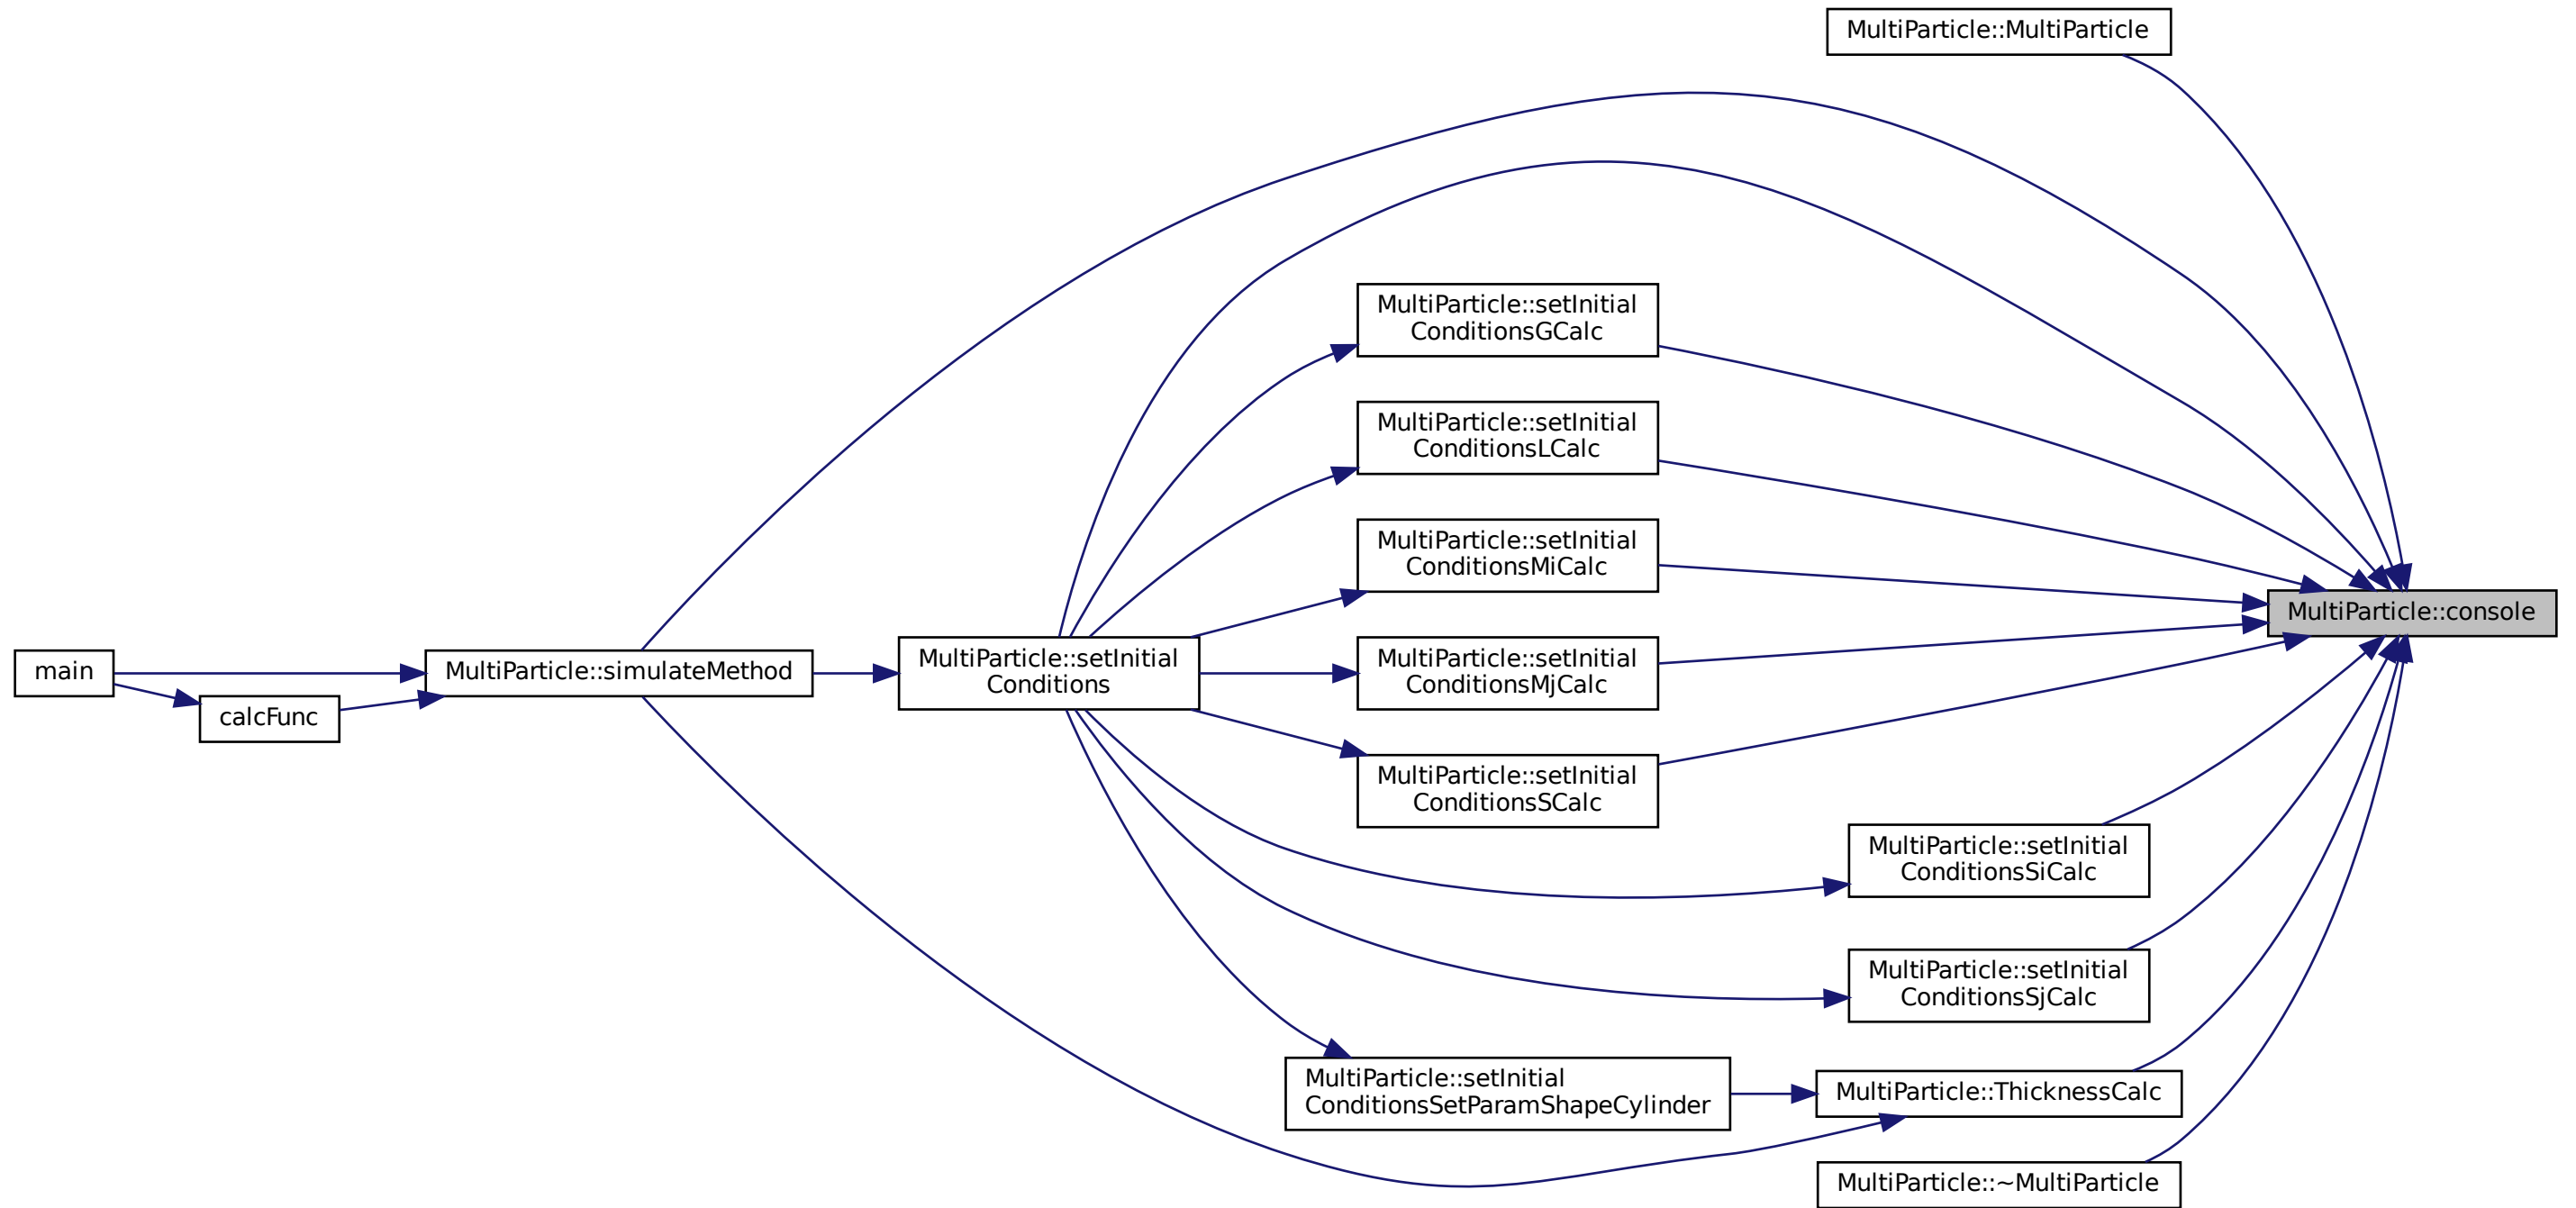 MultiParticle::MultiParticle
MultiParticle::setInitial
ConditionsGCalc
MultiParticle::setInitial
ConditionsLCalc
MultiParticle::setInitial
ConditionsMiCalc
MultiParticle::console
main
MultiParticle::simulateMethod
MultiParticle::setInitial
Conditions
MultiParticle::setInitial
ConditionsMjCalc
calcFunc
MultiParticle::setInitial
ConditionsSCalc
MultiParticle::setInitial
ConditionsSiCalc
MultiParticle::setInitial
ConditionsSjCalc
MultiParticle::setInitial
ConditionsSetParamShapeCylinder
MultiParticle::ThicknessCalc
MultiParticle::~MultiParticle